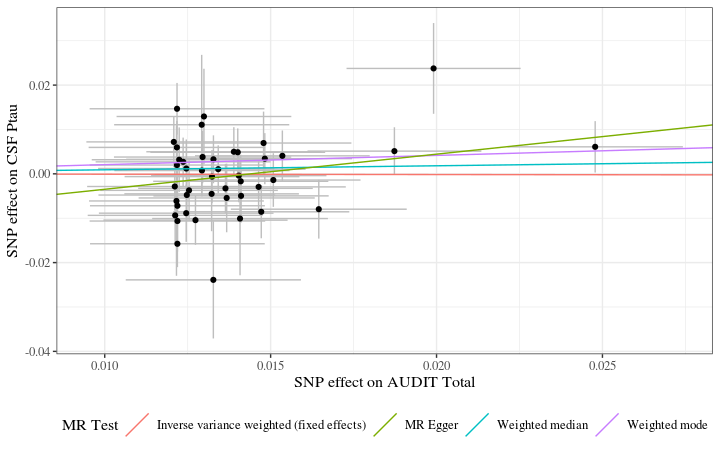 SNP effect on CSF Ptau
0.02
0.00
-0.02
-0.04
0.010 0.015 0.020 0.025
SNP effect on AUDIT Total
MR Test Inverse variance weighted (fixed effects) MR Egger Weighted median Weighted mode